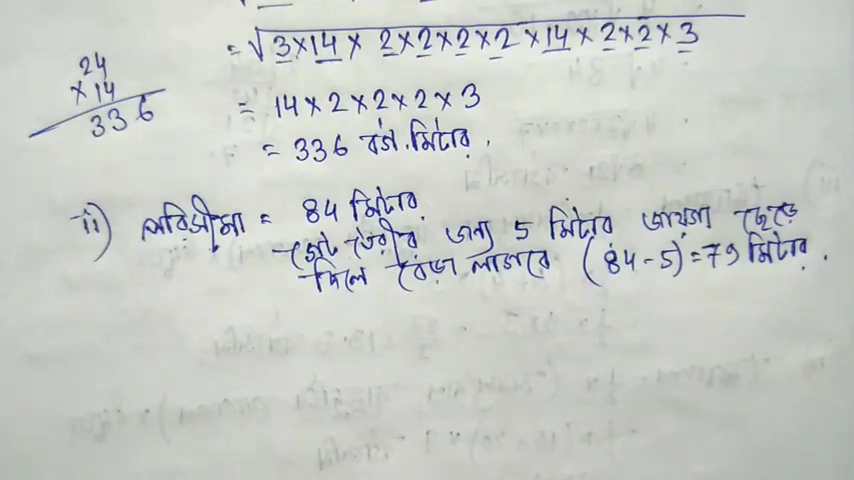 = √3×14× 2×2×2×2 ×14×2×2×3
24
×14
336
= 14×2×2×2×3
= 336 বর্গ.মিটার.
ii) পরিসীমা = 84 মিটার.
গেট তৈরীর জন্য 5 মিটার জায়গা ছেড়ে
দিলে বেড়া লাগবে (84-5)=79 মিটার.